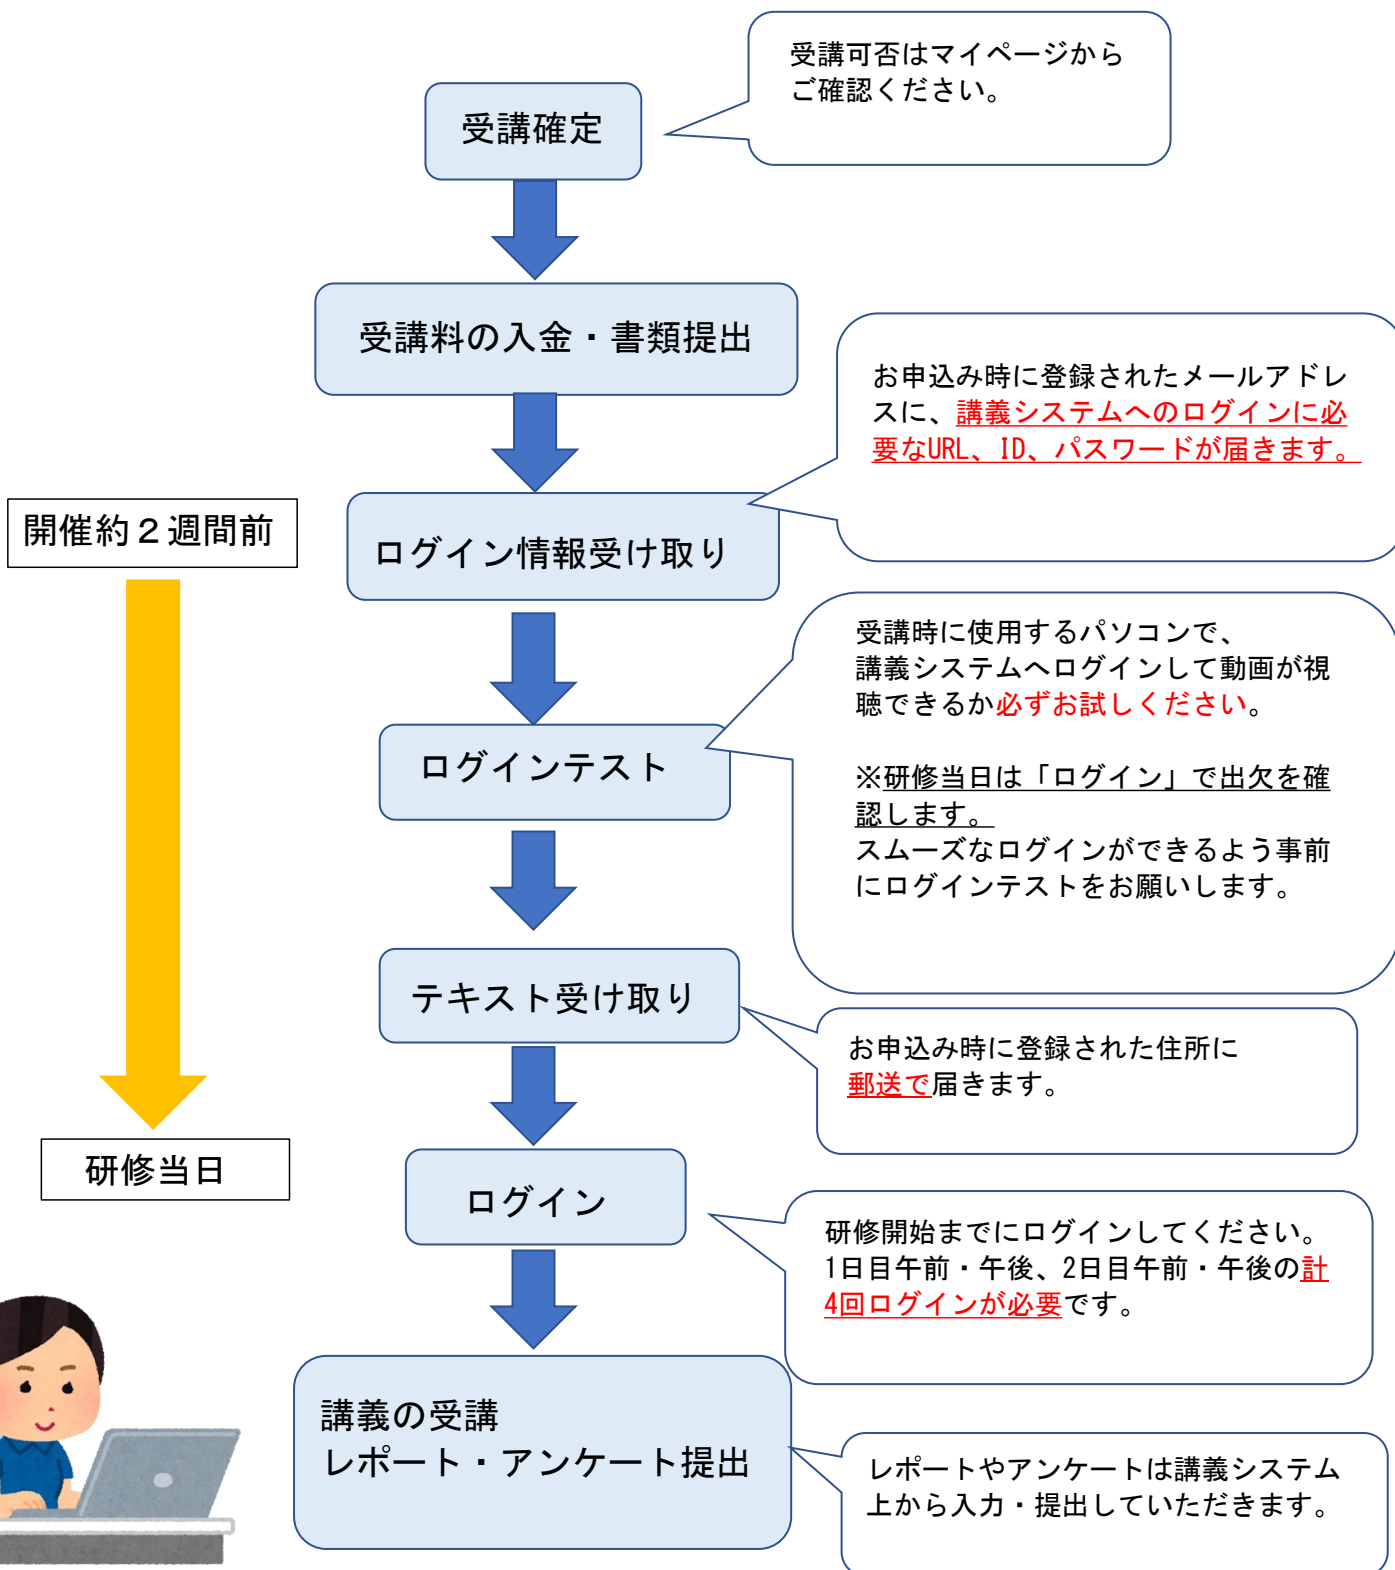 受講可否はマイページから
ご確認ください。
受講確定
受講料の入金・書類提出
お申込み時に登録されたメールアドレ
スに、講義システムへのログインに必
要なURL、ID、パスワードが届きます。
開催約２週間前
ログイン情報受け取り
受講時に使用するパソコンで、
講義システムへログインして動画が視
聴できるか必ずお試しください。
※研修当日は「ログイン」で出欠を確
認します。
スムーズなログインができるよう事前
にログインテストをお願いします。
ログインテスト
テキスト受け取り
お申込み時に登録された住所に
郵送で届きます。
研修当日
ログイン
研修開始までにログインしてください。
1日目午前・午後、2日目午前・午後の計
4回ログインが必要です。
講義の受講
レポート・アンケート提出
レポートやアンケートは講義システム
上から入力・提出していただきます。